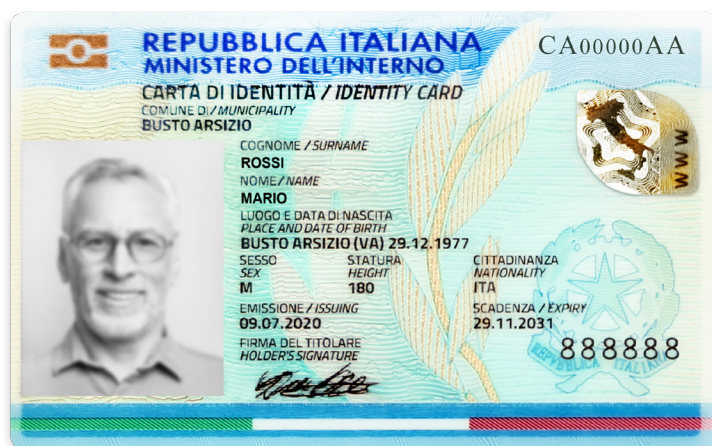 REPUBBLICA ITALIANA
CA00000AA
MINISTERO DELL'INTERNO
CARTA DI IDENTITÀ / IDENTITY CARD
COMUNE DI / MUNICIPALITY
BUSTO ARSIZIO
COGNOME / SURNAME
ROSSI
NOME / NAME
MARIO
LUOGO E DATA DI NASCITA
PLACE AND DATE OF BIRTH
BUSTO ARSIZIO (VA) 29.12.1977
SESSO STATURA CITTADINANZA
SEX HEIGHT NATIONALITY
M 180 ITA
EMISSIONE / ISSUING SCADENZA / EXPIRY
09.07.2020 29.11.2031
FIRMA DEL TITOLARE
HOLDER'S SIGNATURE
888888
REPUBBLICA ITALIANA
WWW